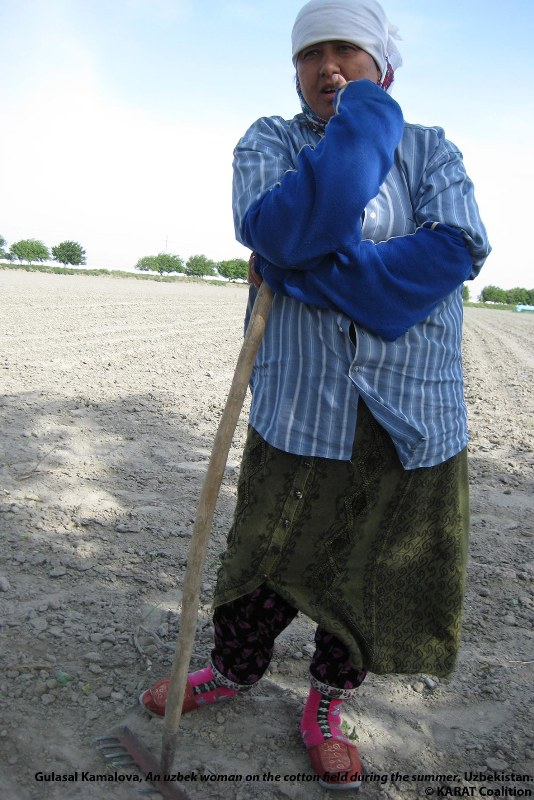 Gulasal Kamalova, An uzbek woman on the cotton field during the summer, Uzbekistan.
© KARAT Coalition